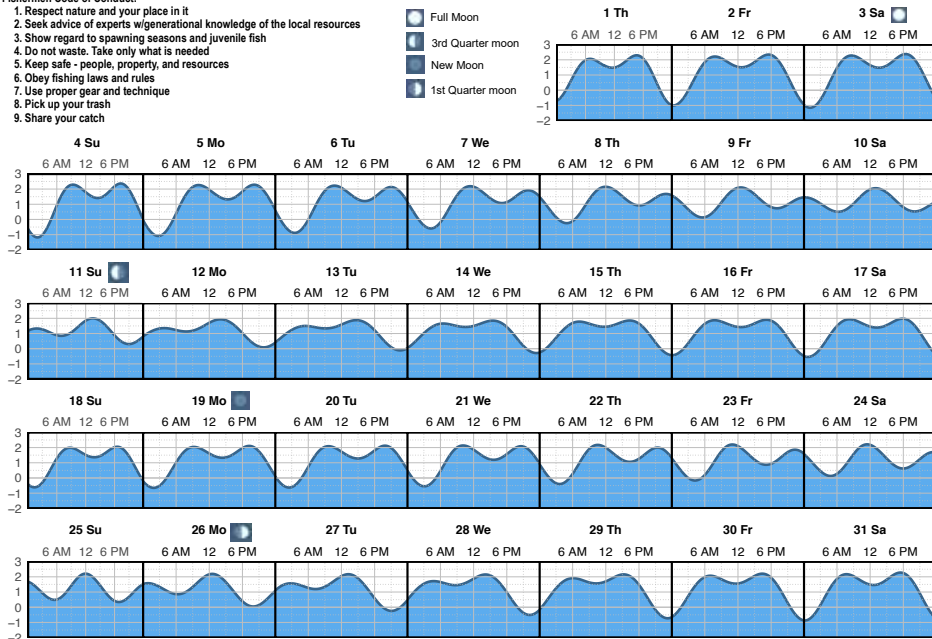 Fishermen Code of Conduct:
1. Respect nature and your place in it
2. Seek advice of experts w/generational knowledge of the local resources
3. Show regard to spawning seasons and juvenile fish
4. Do not waste. Take only what is needed
5. Keep safe - people, property, and resources
6. Obey fishing laws and rules
7. Use proper gear and technique
8. Pick up your trash
9. Share your catch
Full Moon
3rd Quarter moon
New Moon
1st Quarter moon
1 Th 2 Fr 3 Sa
6 AM 12 6 PM 6 AM 12 6 PM 6 AM 12 6 PM
3
2
1
0
−1
−2
4 Su 5 Mo 6 Tu 7 We 8 Th 9 Fr 10 Sa
6 AM 12 6 PM 6 AM 12 6 PM 6 AM 12 6 PM 6 AM 12 6 PM 6 AM 12 6 PM 6 AM 12 6 PM 6 AM 12 6 PM
3
2
1
0
−1
−2
11 Su 12 Mo 13 Tu 14 We 15 Th 16 Fr 17 Sa
6 AM 12 6 PM 6 AM 12 6 PM 6 AM 12 6 PM 6 AM 12 6 PM 6 AM 12 6 PM 6 AM 12 6 PM 6 AM 12 6 PM
3
2
1
0
−1
−2
18 Su 19 Mo 20 Tu 21 We 22 Th 23 Fr 24 Sa
6 AM 12 6 PM 6 AM 12 6 PM 6 AM 12 6 PM 6 AM 12 6 PM 6 AM 12 6 PM 6 AM 12 6 PM 6 AM 12 6 PM
3
2
1
0
−1
−2
25 Su 26 Mo 27 Tu 28 We 29 Th 30 Fr 31 Sa
6 AM 12 6 PM 6 AM 12 6 PM 6 AM 12 6 PM 6 AM 12 6 PM 6 AM 12 6 PM 6 AM 12 6 PM 6 AM 12 6 PM
3
2
1
0
−1
−2